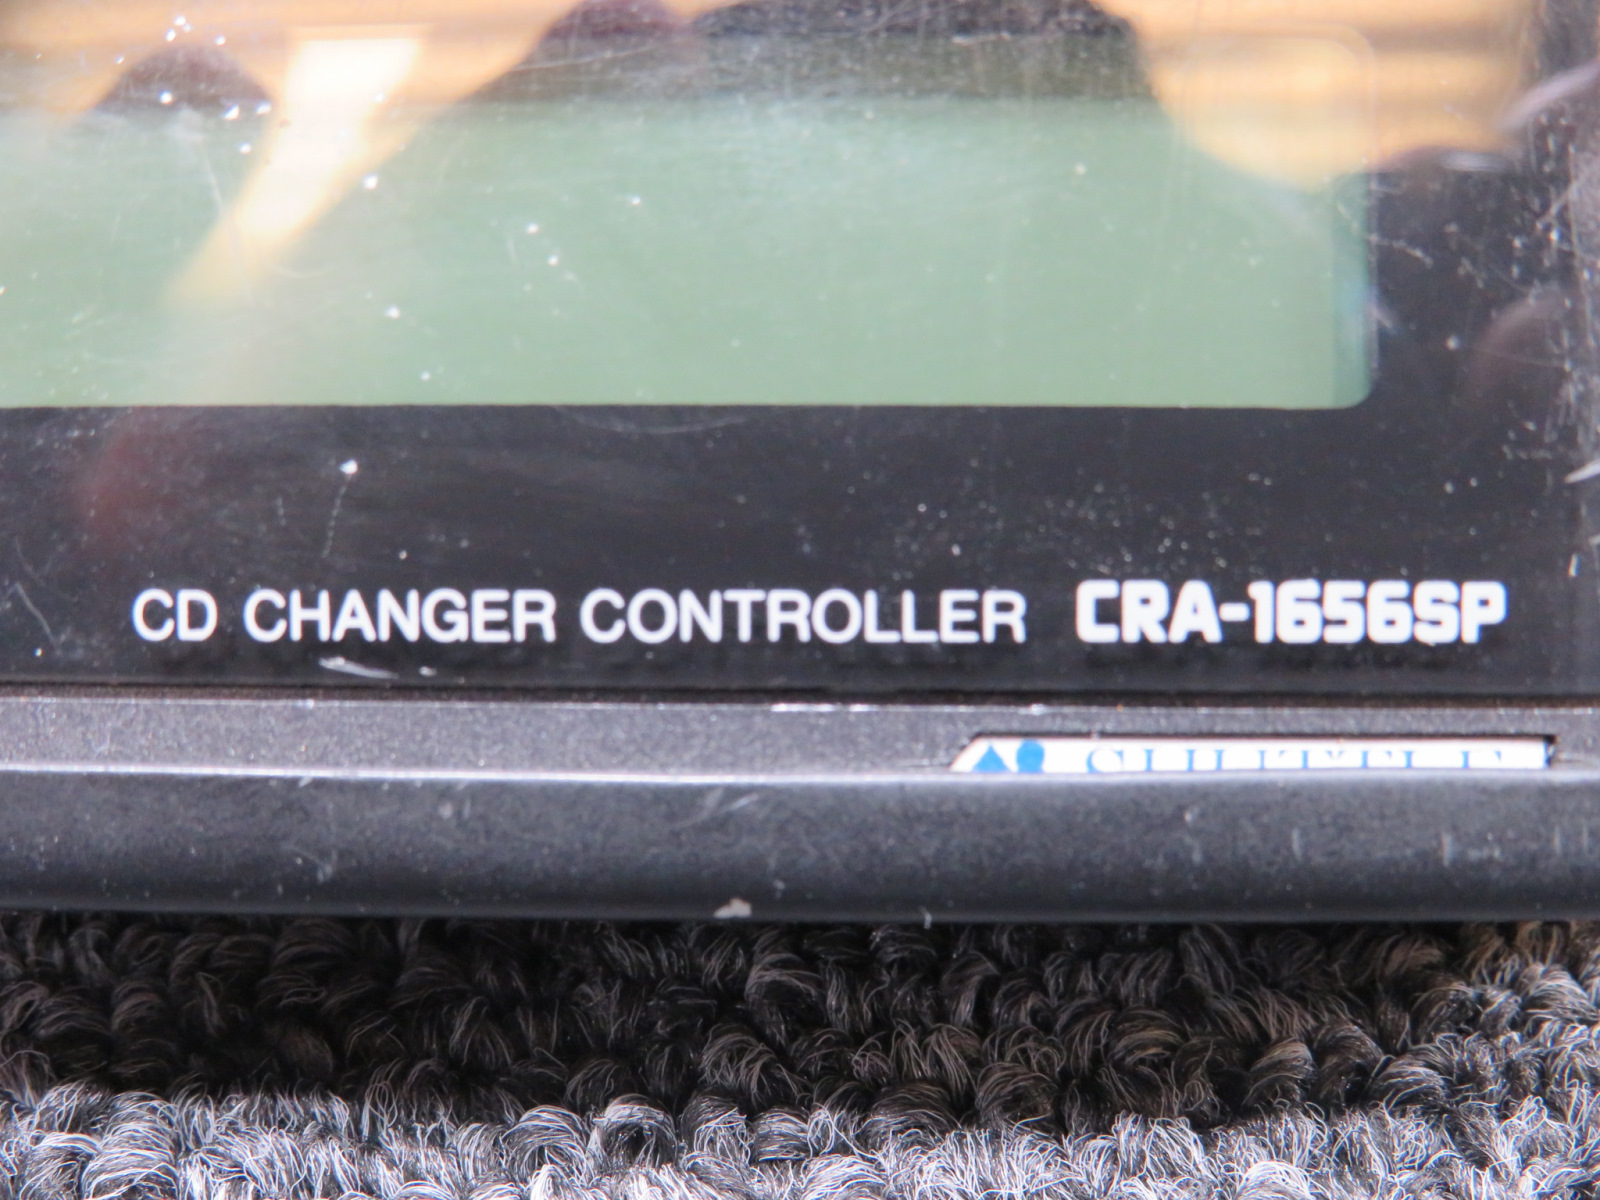 CD CHANGER CONTROLLER CRA-1656SP